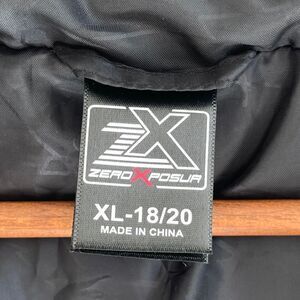 ZX
ZEROXPOSUR
XL-18/20
MADE IN CHINA